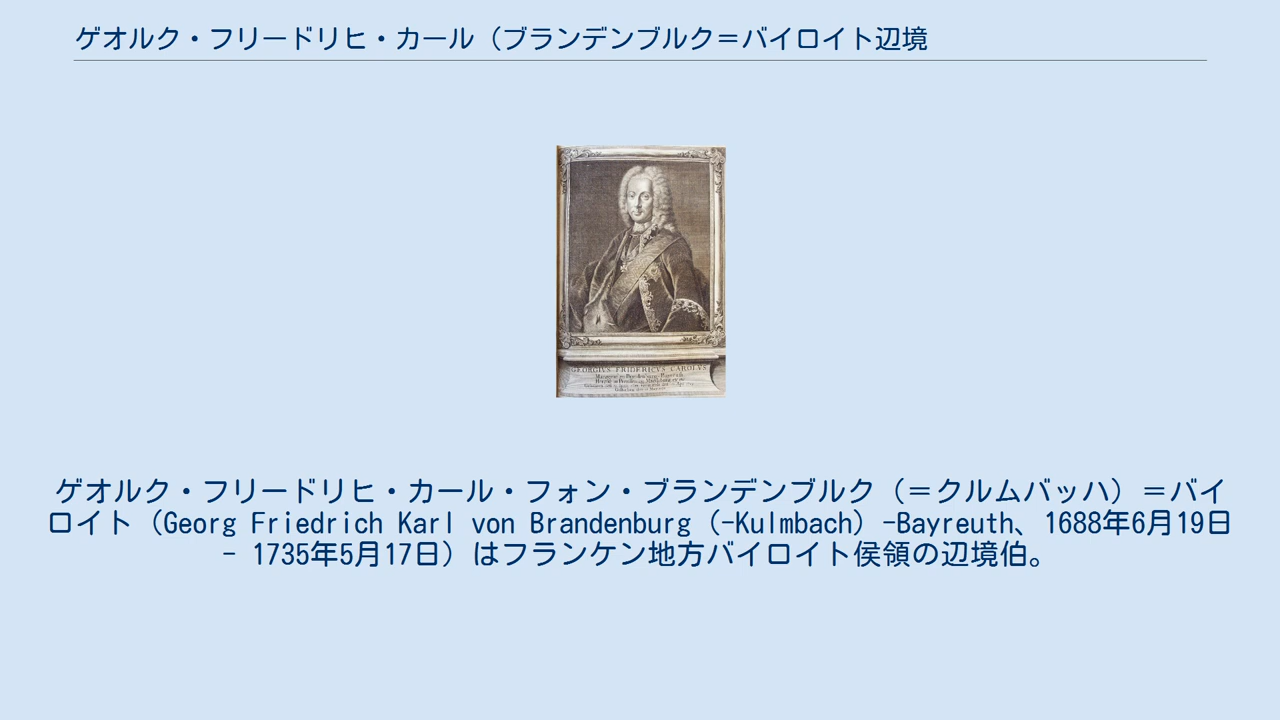 ゲオルク・フリードリヒ・カール（ブランデンブルク＝バイロイト辺境
GEORGIVS FRIDERICVS CAROLVS
ゲオルク・フリードリヒ・カール・フォン・ブランデンブルク（＝クルムバッハ）＝バイ
ロイト（Georg Friedrich Karl von Brandenburg（-Kulmbach）-Bayreuth、1688年6月19日
- 1735年5月17日）はフランケン地方バイロイト侯領の辺境伯。